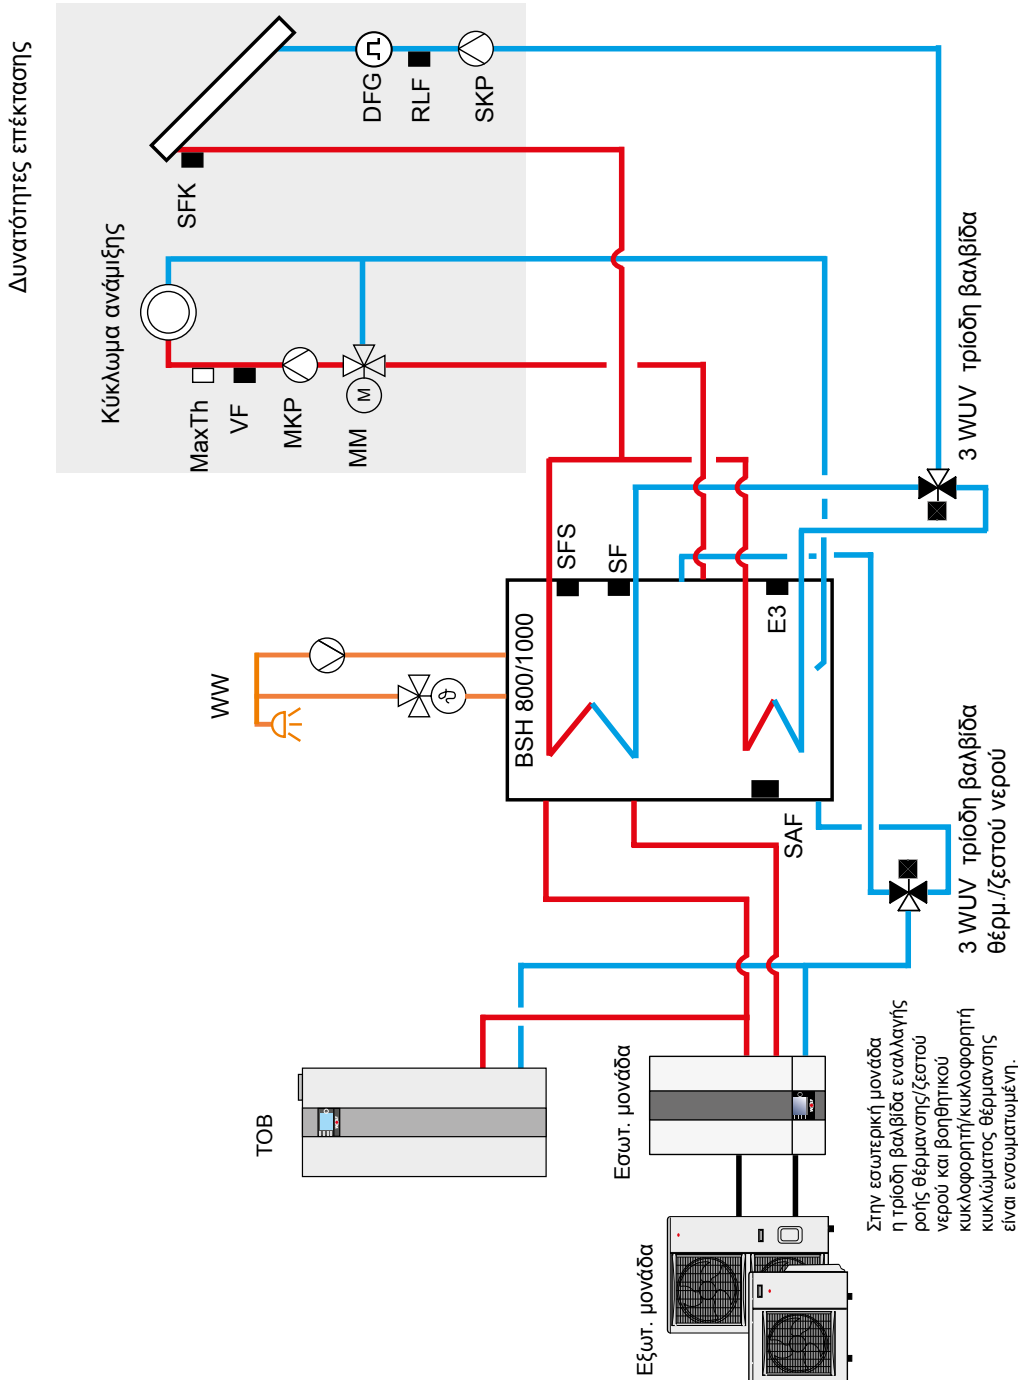 Δυνατότητες επέκτασης
Κύκλωμα ανάμιξης
SFK
DFG
RLF
SKP
MaxTh
VF
MKP
MM
M
3 WUV τρίοδη βαλβίδα
WW
BSH 800/1000
SFS
SF
E3
SAF
ϑ
3 WUV τρίοδη βαλβίδα
θέρμ./ζεστού νερού
TOB
Εσωτ. μονάδα
Εξωτ. μονάδα
Στην εσωτερική μονάδα
η τρίοδη βαλβίδα εναλλαγής
ροής θέρμανσης/ζεστού
νερού και βοηθητικού
κυκλοφορητή/κυκλοφορητή
κυκλώματος θέρμανσης
είναι ενσωματωμένη.